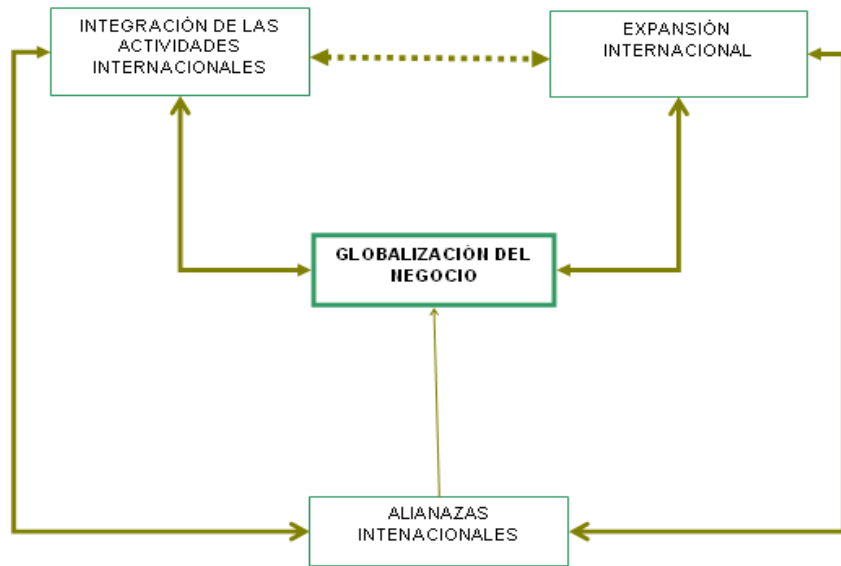 INTEGRACIÓN DE LAS
ACTIVIDADES
INTERNACIONALES
EXPANSIÓN
INTERNACIONAL
GLOBALIZACIÓN DEL
NEGOCIO
ALIANAZAS
INTENACIONALES